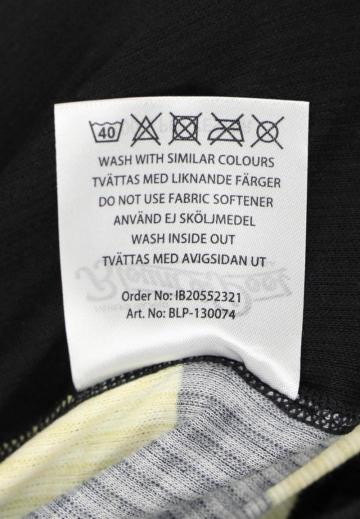 40
WASH WITH SIMILAR COLOURS
TVÄTTAS MED LIKNANDE FÄRGER
DO NOT USE FABRIC SOFTENER
ANVÄND EJ SKÖLJMEDEL
WASH INSIDE OUT
TVÄTTAS MED AVIGSIDAN UT
Order No: IB20552321
Art. No: BLP-130074